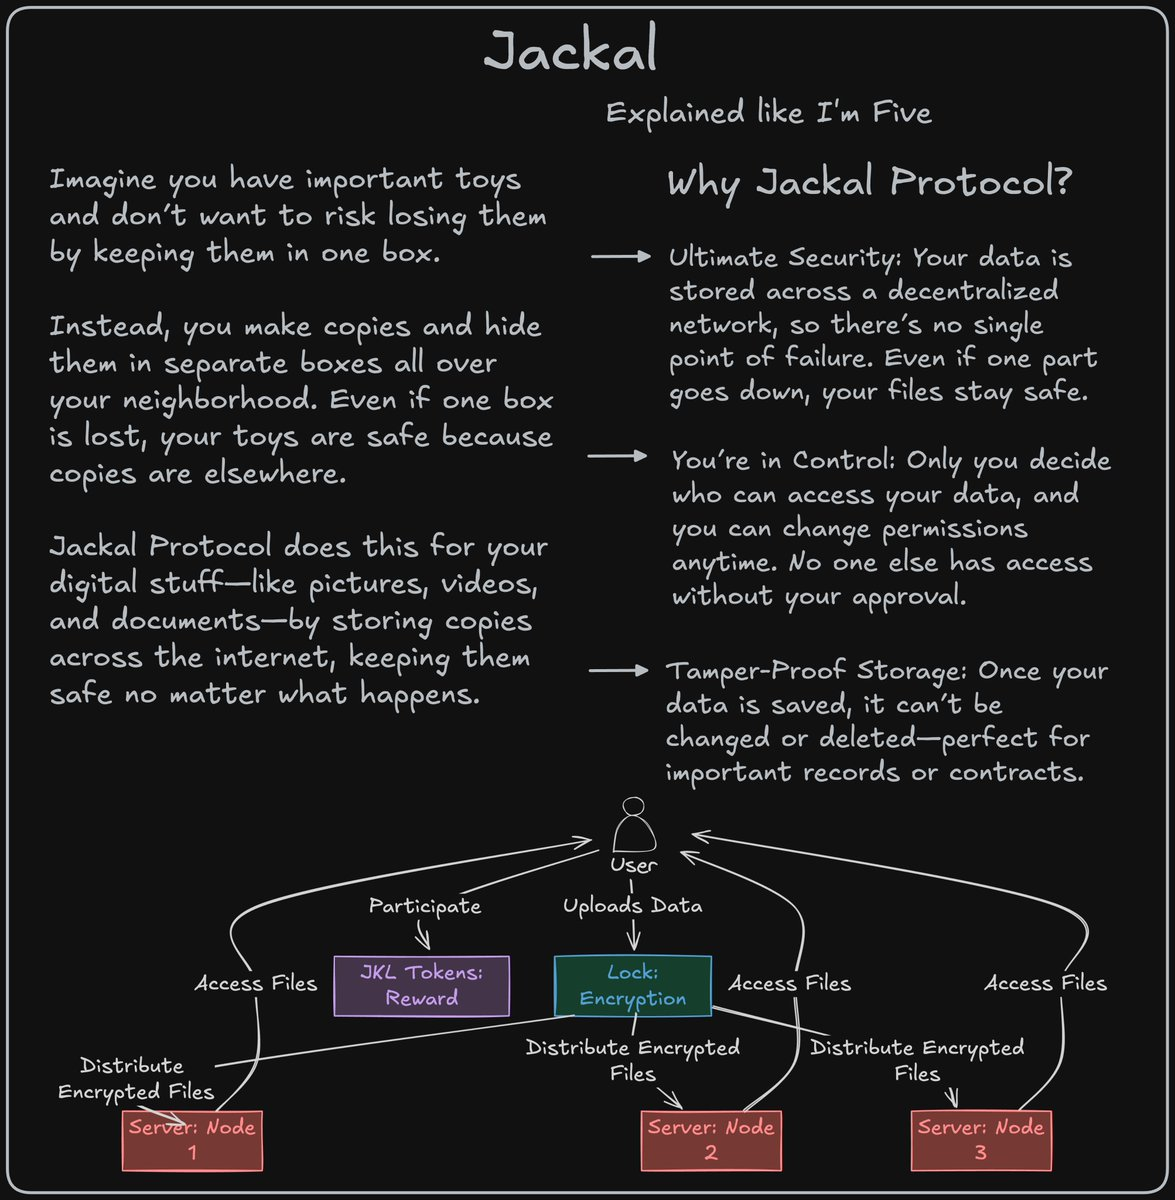 Jackal
Explained like I'm Five
Imagine you have important toys
and don't want to risk losing them
by keeping them in one box.
Instead, you make copies and hide
them in separate boxes all over
your neighborhood. Even if one box
is lost, your toys are safe because
copies are elsewhere.
Jackal Protocol does this for your
digital stuff—like pictures, videos,
and documents—by storing copies
across the internet, keeping them
safe no matter what happens.
Why Jackal Protocol?
Ultimate Security: Your data is
stored across a decentralized
network, so there's no single
point of failure. Even if one part
goes down, your files stay safe.
You're in Control: Only you decide
who can access your data, and
you can change permissions
anytime. No one else has access
without your approval.
Tamper-Proof Storage: Once your
data is saved, it can't be
changed or deleted—perfect for
important records or contracts.
User
Participate
Uploads Data
JKL Tokens:
Reward
Lock:
Encryption
Access Files
Access Files
Access Files
Distribute
Encrypted Files
Distribute Encrypted
Files
Distribute Encrypted
Files
Server: Node
1
Server: Node
2
Server: Node
3